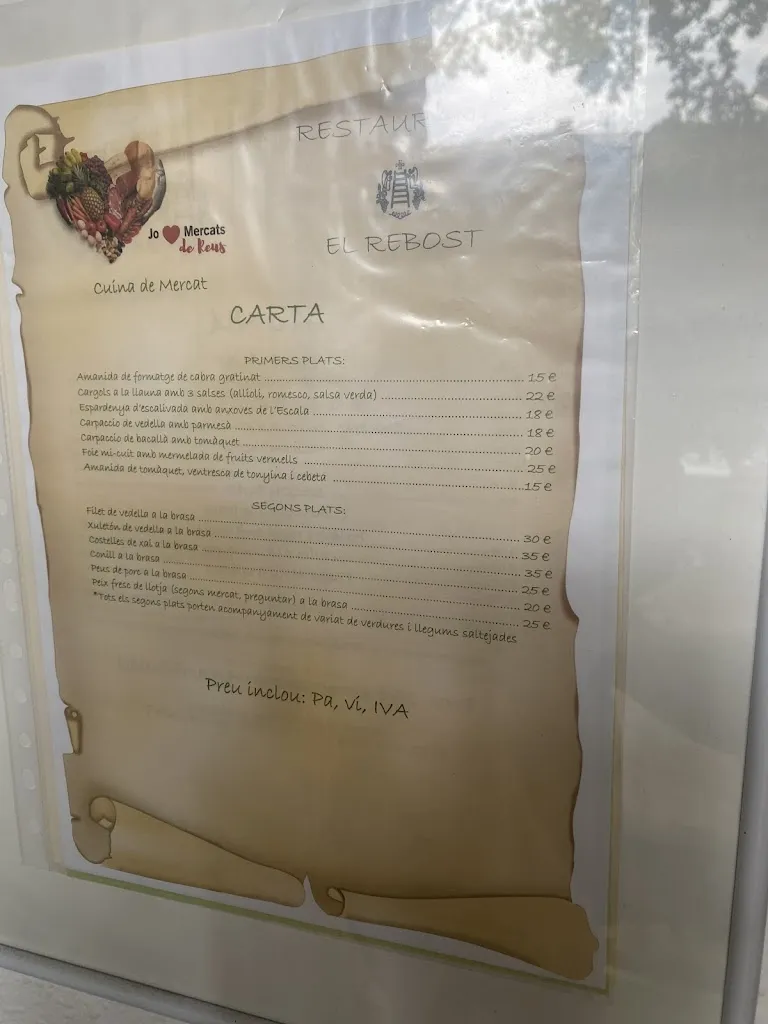 RESTAUR
Jo Mercats
de Reus
EL REBOST
Cuina de Mercat
CARTA
PRIMERS PLATS:
Amanida de formatge de cabra gratinat 15 €
Cargols a la llauna amb 3 salses (allioli, romesco, salsa verda) 22 €
Espardenya d'escalivada amb anxoves de l'Escala 18 €
Carpaccio de vedella amb parmesà 18 €
Carpaccio de bacallà amb tomàquet 20 €
Foie mi-cuit amb mermelada de fruits vermells 25 €
Amanida de tomàquet, ventresca de tonyina i cebeta 15 €
SEGONS PLATS:
Filet de vedella a la brasa 30 €
Xuletón de vedella a la brasa 35 €
Costelles de xai a la brasa 35 €
Conill a la brasa 25 €
Peus de porc a la brasa 20 €
Peix fresc de llotja (segons mercat, preguntar) a la brasa 25 €
*Tots els segons plats porten acompanyament de variat de verdures i llegums saltejades
Preu inclou: Pa, Vi, IVA